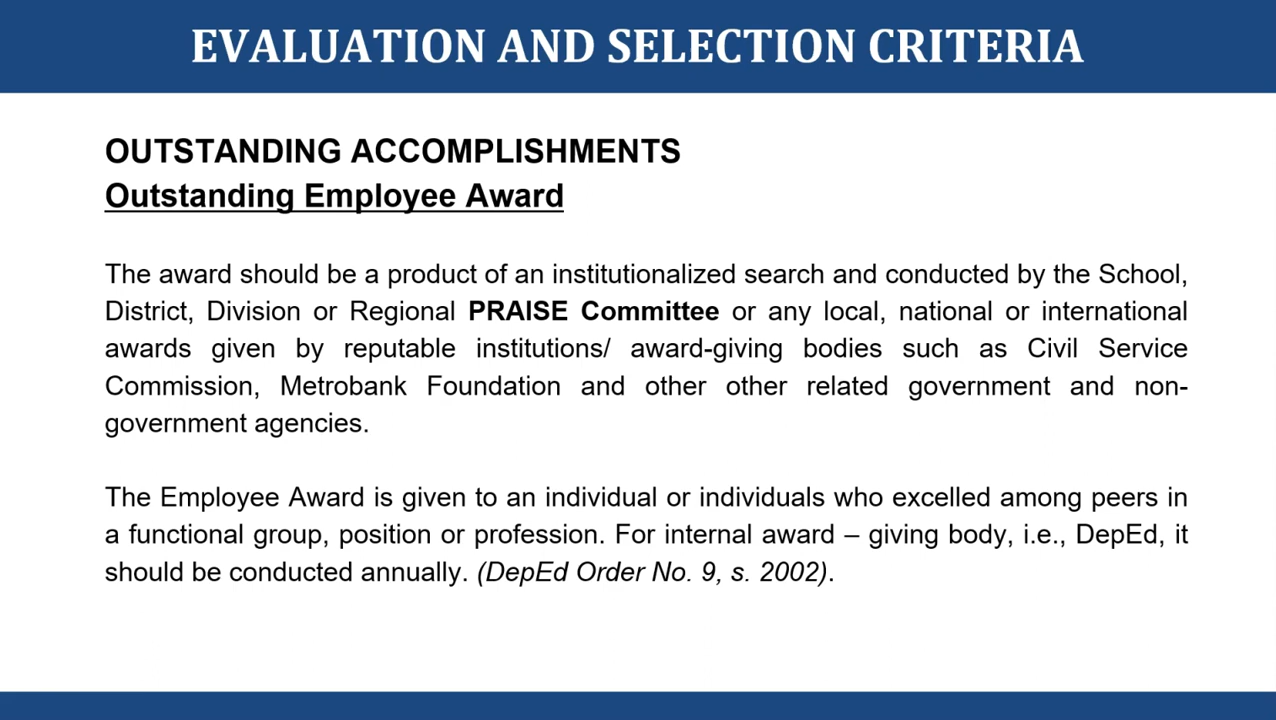 EVALUATION AND SELECTION CRITERIA
OUTSTANDING ACCOMPLISHMENTS
Outstanding Employee Award
The award should be a product of an institutionalized search and conducted by the School,
District, Division or Regional PRAISE Committee or any local, national or international
awards given by reputable institutions/ award-giving bodies such as Civil Service
Commission, Metrobank Foundation and other other related government and non-
government agencies.
The Employee Award is given to an individual or individuals who excelled among peers in
a functional group, position or profession. For internal award – giving body, i.e., DepEd, it
should be conducted annually. (DepEd Order No. 9, s. 2002).